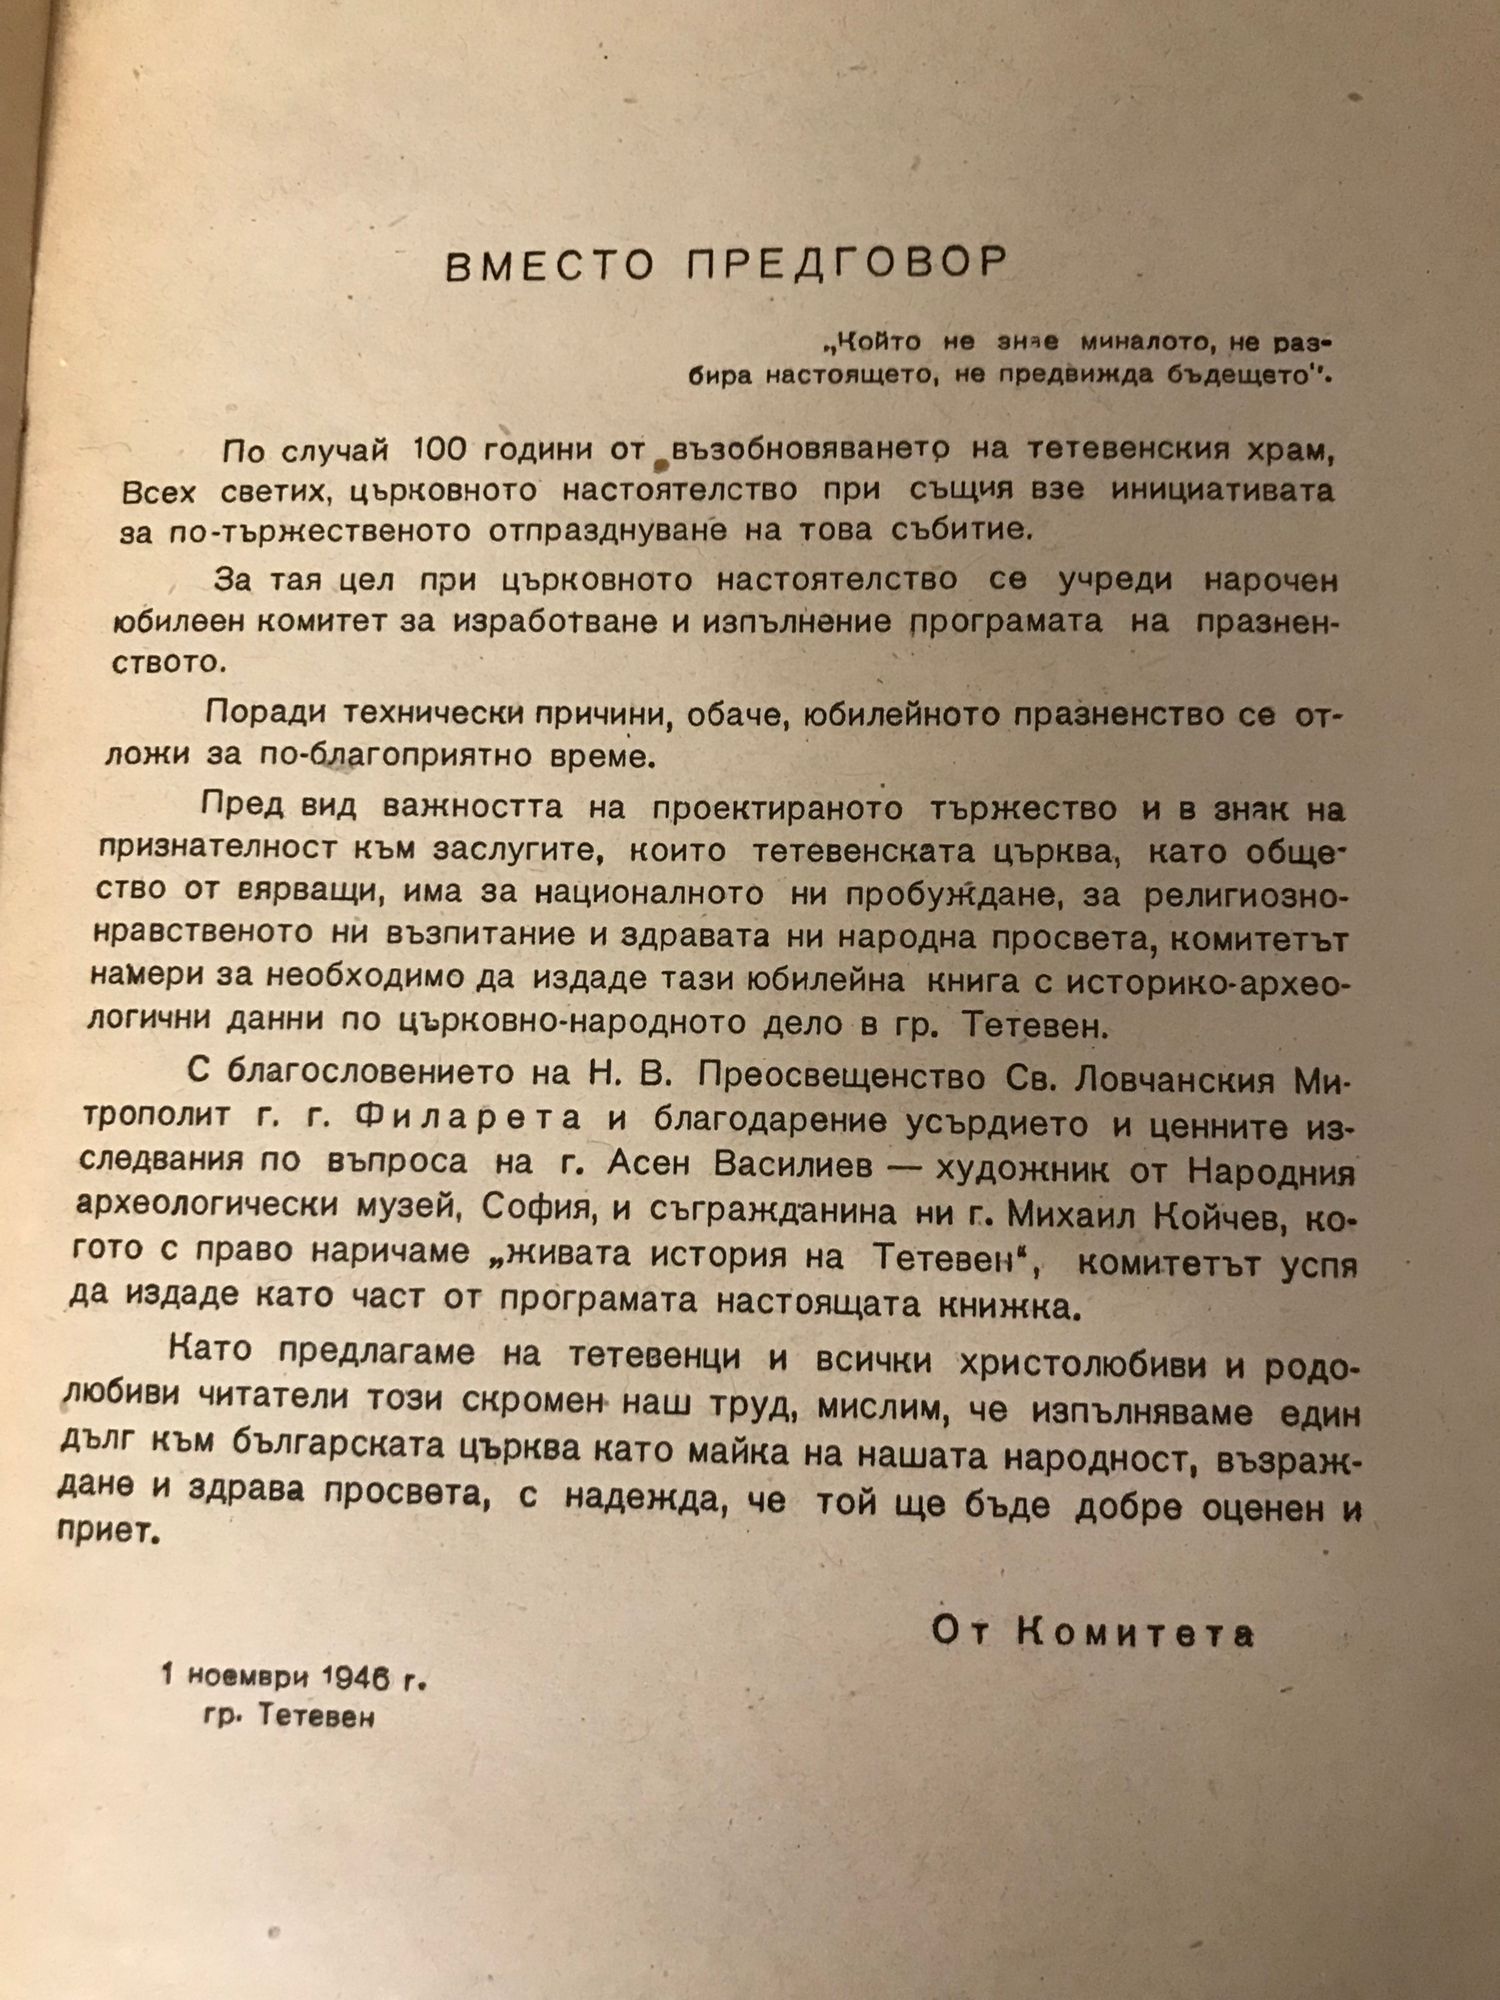 ВМЕСТО ПРЕДГОВОР
„Който не знае миналото, не раз-
бира настоящето, не предвижда бъдещето".
По случай 100 години от възобновяването на тетевенския храм,
Всех светих, църковното настоятелство при същия взе инициативата
за по-тържественото отпразднуване на това събитие.
За тая цел при църковното настоятелство се учреди нарочен
юбилеен комитет за изработване и изпълнение програмата на празнен-
ството.
Поради технически причини, обаче, юбилейното празненство се от-
ложи за по-благоприятно време.
Пред вид важността на проектираното тържество и в знак на
признателност към заслугите, които тетевенската църква, като обще-
ство от вярващи, има за националното ни пробуждане, за религиозно-
нравственото ни възпитание и здравата ни народна просвета, комитетът
намери за необходимо да издаде тази юбилейна книга с историко-архео-
логични данни по църковно-народното дело в гр. Тетевен.
С благословението на Н. В. Преосвещенство Св. Ловчанския Ми-
трополит г. г. Филарета и благодарение усърдието и ценните из-
следвания по въпроса на г. Асен Василиев — художник от Народния
археологически музей, София, и съгражданина ни г. Михаил Койчев, ко-
гото с право наричаме „живата история на Тетевен“, комитетът успя
да издаде като част от програмата настоящата книжка.
Като предлагаме на тетевенци и всички христолюбиви и родо-
любиви читатели този скромен наш труд, мислим, че изпълняваме един
дълг към българската църква като майка на нашата народност, възраж-
дане и здрава просвета, с надежда, че той ще бъде добре оценен и
приет.
От Комитета
1 ноември 1946 г.
гр. Тетевен